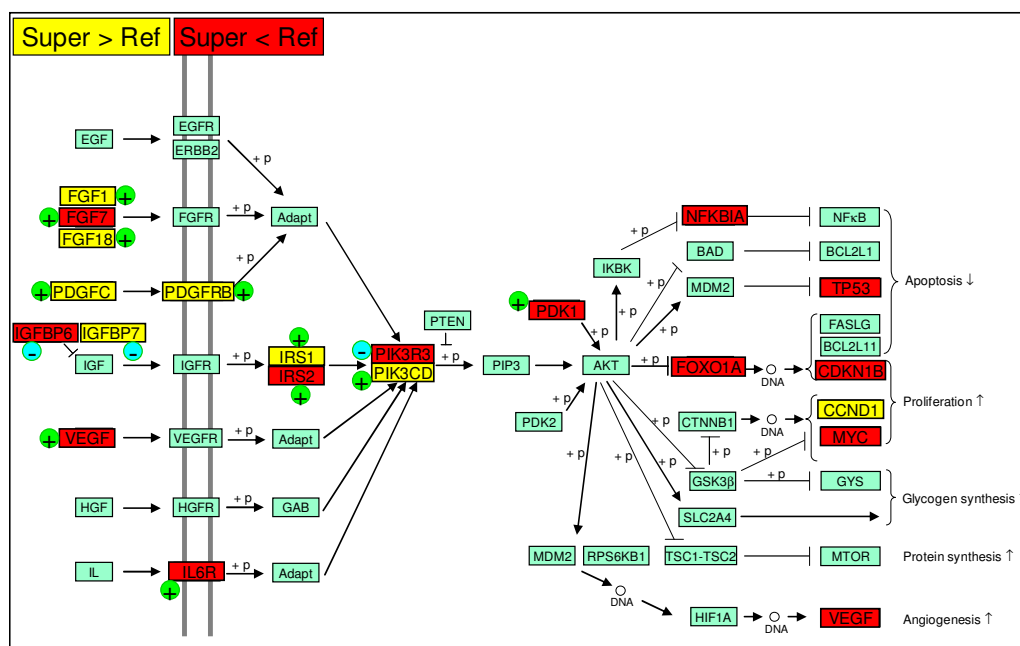 Super > Ref
Super < Ref
EGF
EGFR
ERBB2
+ p
FGF1
+
+
FGF7
FGF18
+
FGFR
+ p
Adapt
+ p
+
PDGFC
PDGFRB
+
IGFBP6
IGFBP7
-
-
IGF
IGFR
+ p
+
IRS1
IRS2
+
-
PIK3R3
+
PIK3CD
PTEN
+ p
PIP3
+
PDK1
+ p
AKT
PDK2
+ p
+
VEGF
VEGFR
+ p
Adapt
HGF
HGFR
+ p
GAB
IL
IL6R
+
+ p
Adapt
IKBK
+ p
NFKBIA
NFκB
+ p
BAD
BCL2L1
MDM2
TP53
Apoptosis ↓
FASLG
BCL2L11
+ p
FOXO1A
DNA
CDKN1B
CTNNB1
DNA
CCND1
MYC
Proliferation ↑
+ p
+ p
+ p
+ p
GSK3β
+ p
GYS
Glycogen synthesis
SLC2A4
+ p
+ p
MDM2
RPS6KB1
TSC1-TSC2
MTOR
Protein synthesis ↑
DNA
HIF1A
DNA
VEGF
Angiogenesis ↑